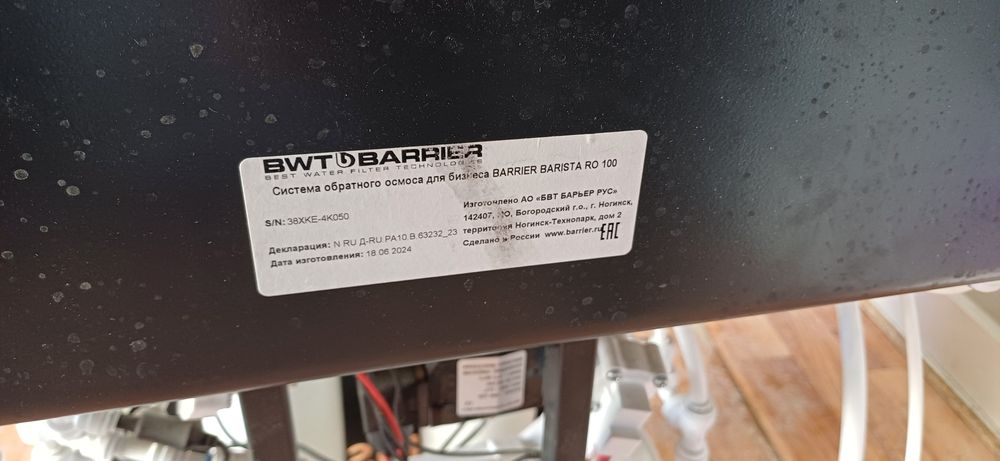 BWT BARRIER
BEST WATER FILTER TECHNOLOGIES
Система обратного осмоса для бизнеса BARRIER BARISTA RO 100
S/N: 38XKE-4K050
Изготовлено АО «БВТ БАРЬЕР РУС»
142407, МО, Богородский г.о., г. Ногинск,
территория Ногинск-Технопарк, дом 2
Сделано в России www.barrier.ru
EAC
Декларация: N RU Д-RU.РА10.В.63232_23
Дата изготовления: 18.06.2024